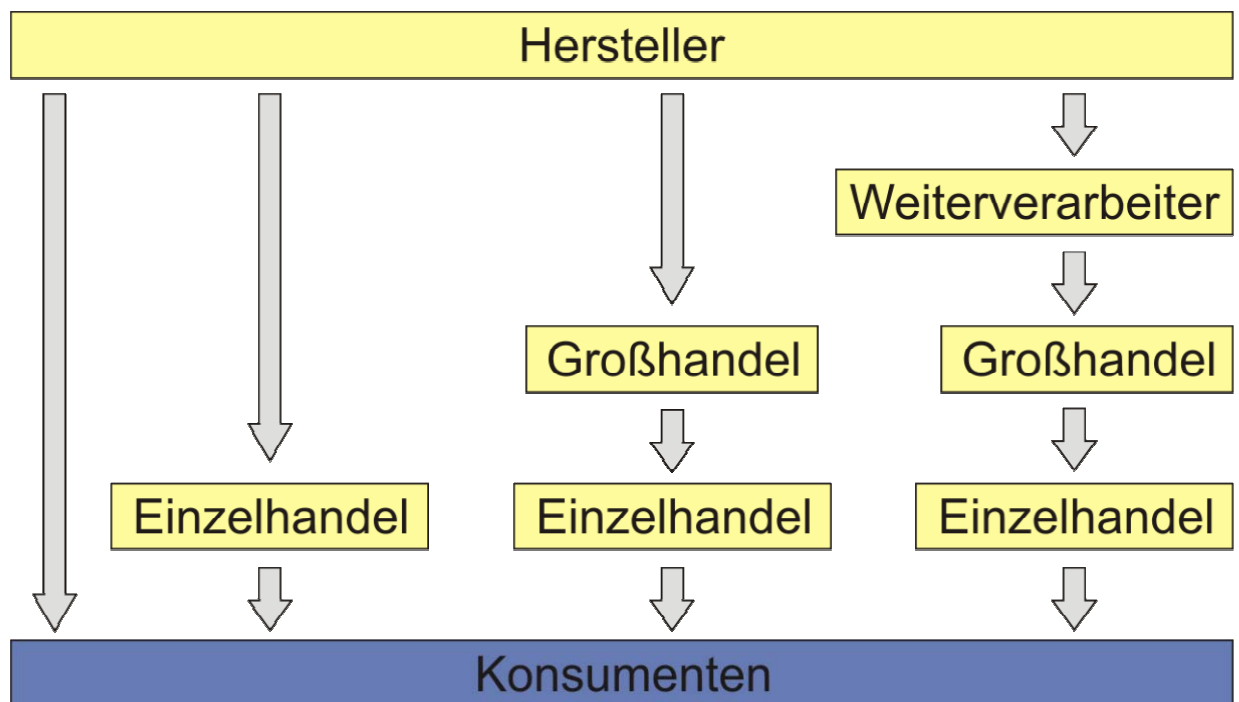 Hersteller
Weiterverarbeiter
Großhandel
Großhandel
Einzelhandel
Einzelhandel
Einzelhandel
Konsumenten